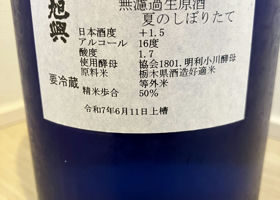 旭興
無濾過生原酒
夏のしぼりたて
日本酒度 +1.5
アルコール 16度
酸度 1.7
使用酵母 協会1801.明利小川酵母
原料米 栃木県酒造好適米
等外米
精米歩合 50%
要冷蔵
令和7年6月11日上槽